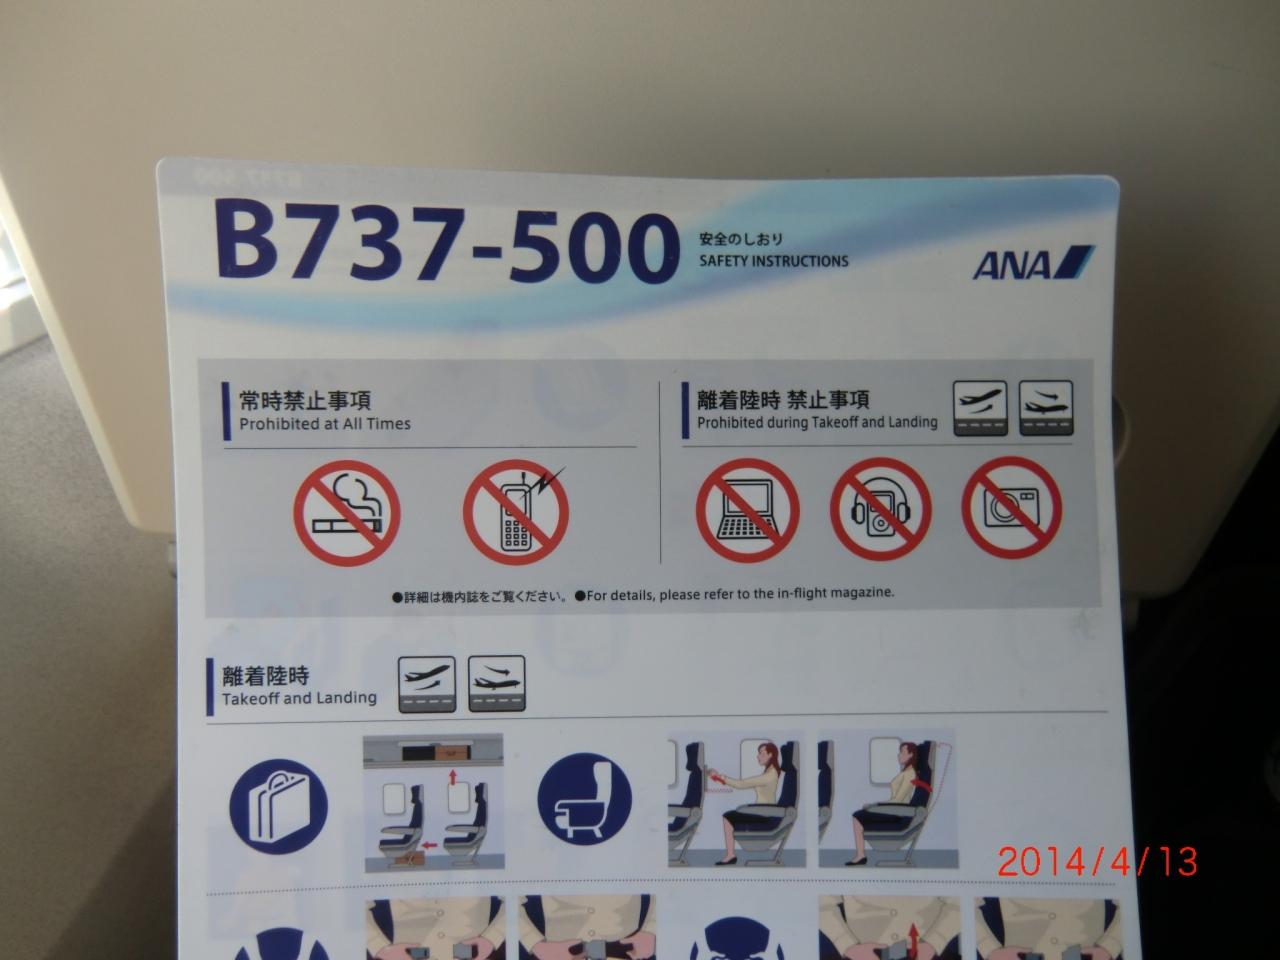 B737-500
安全のしおり
SAFETY INSTRUCTIONS
ANA
常時禁止事項
Prohibited at All Times
離着陸時 禁止事項
Prohibited during Takeoff and Landing
●詳細は機内誌をご覧ください。 ●For details, please refer to the in-flight magazine.
離着陸時
Takeoff and Landing
2014/4/13